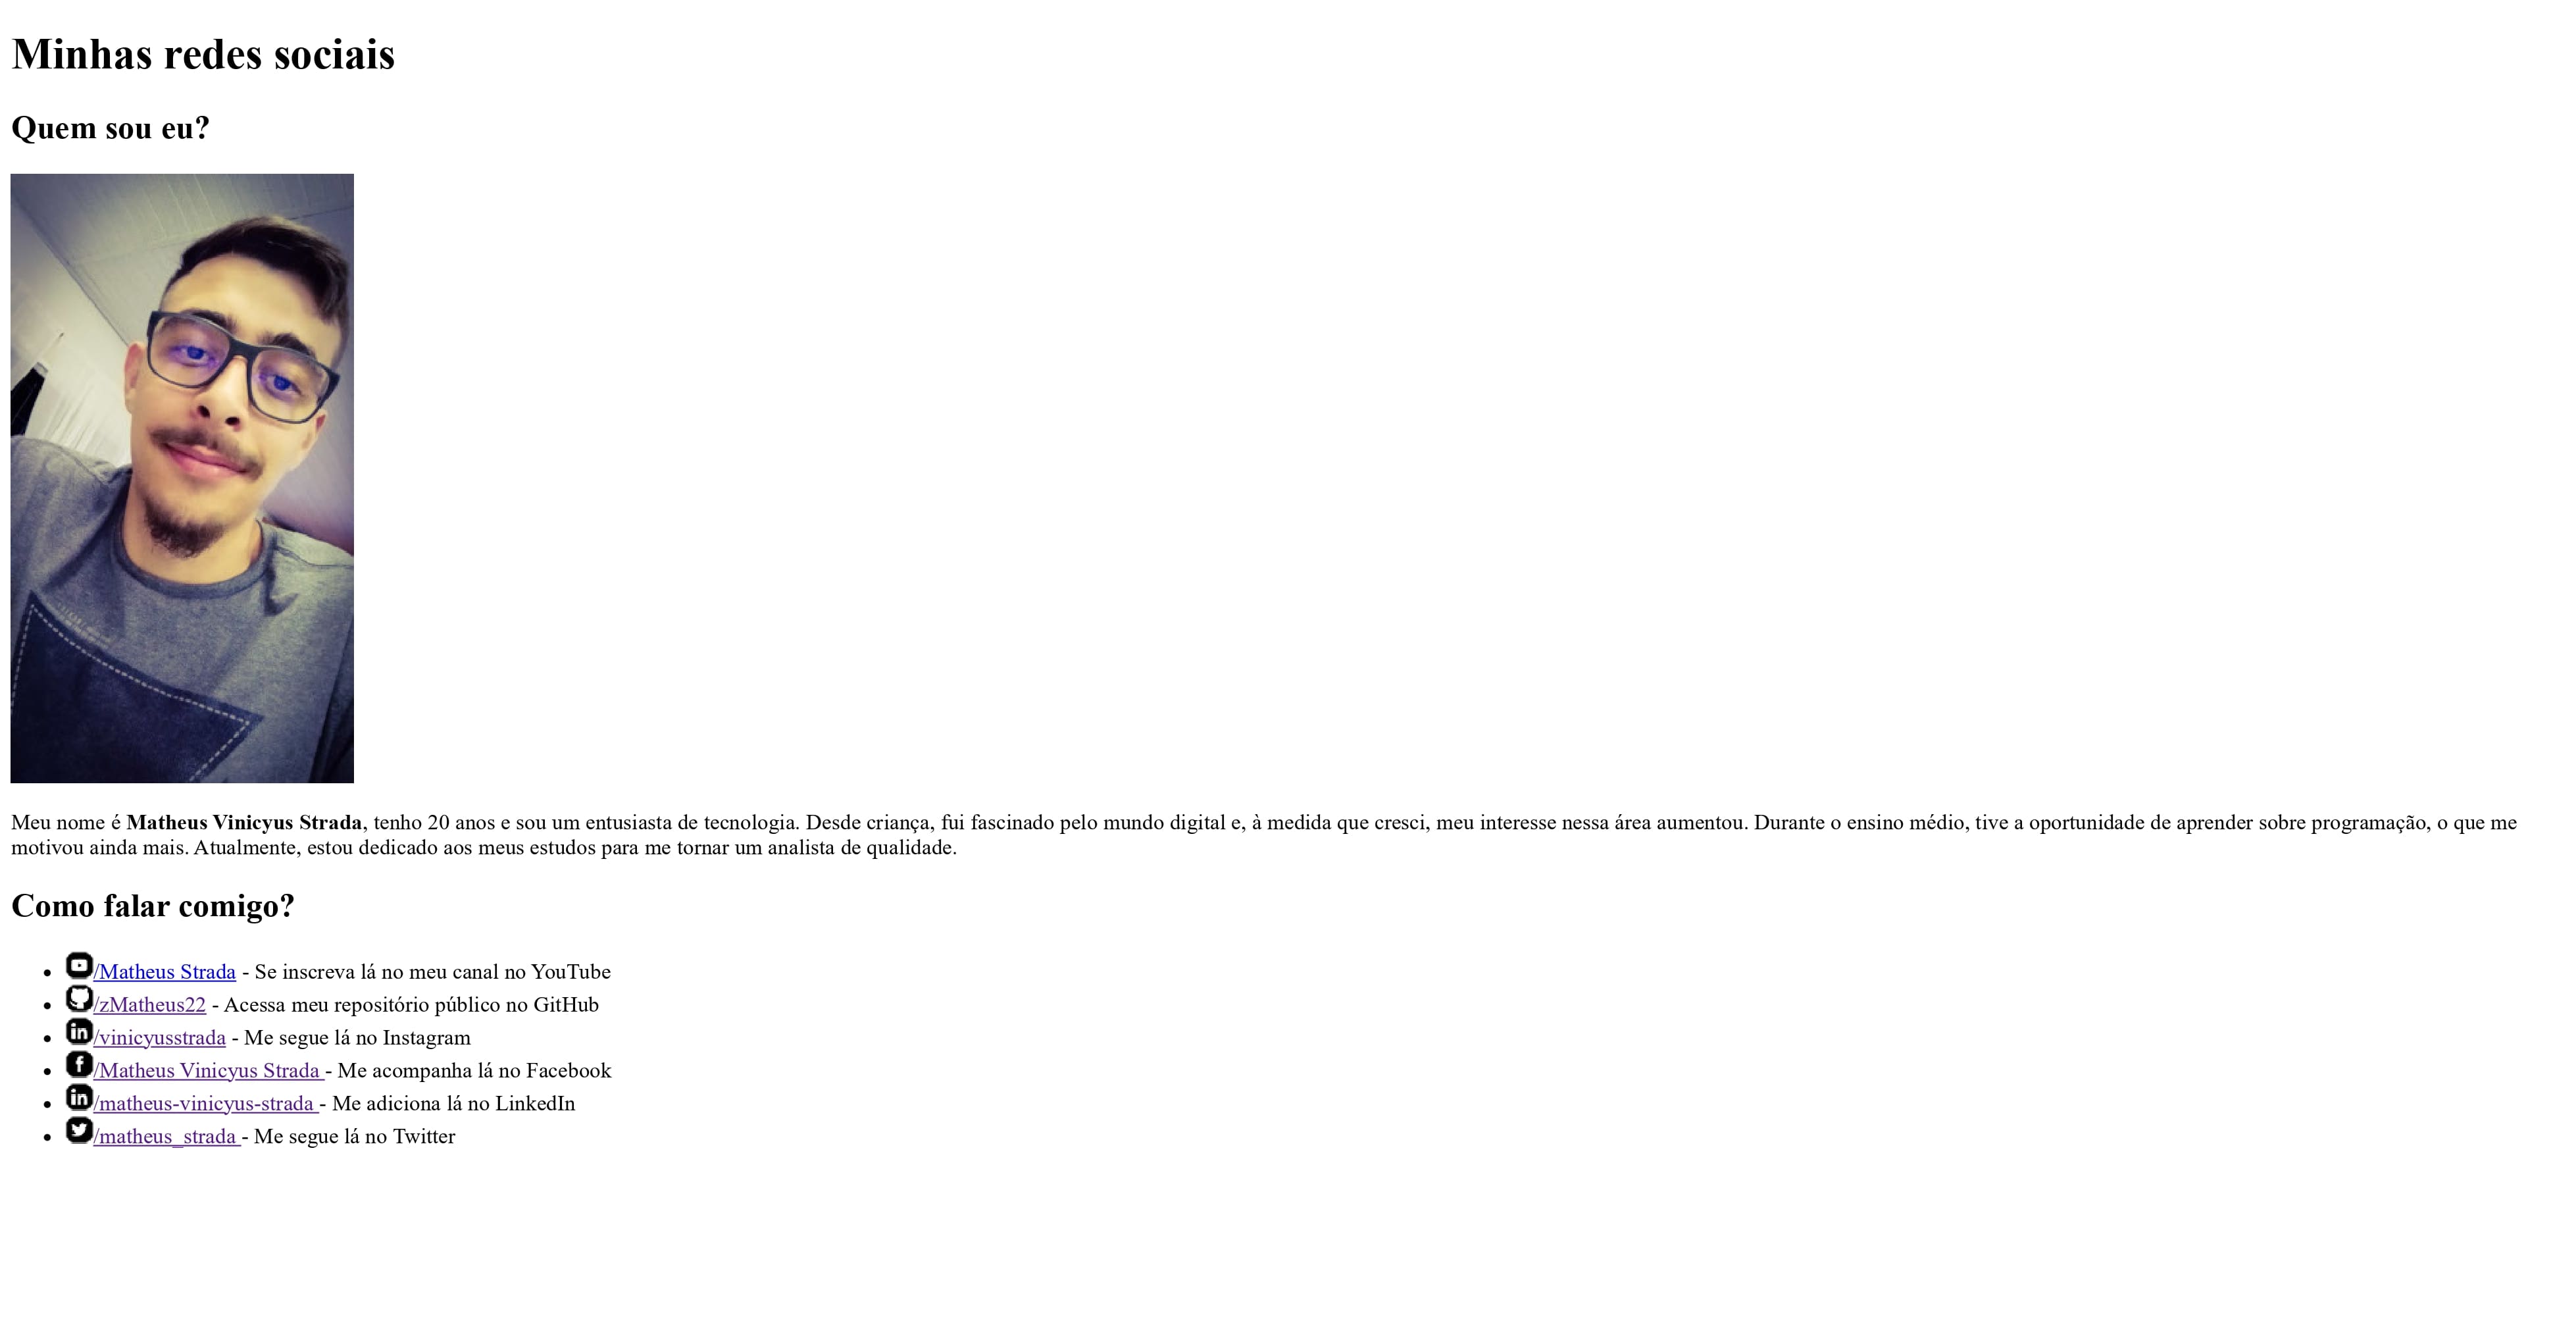 Minhas redes sociais
Quem sou eu?
Meu nome é Matheus Vinicyus Strada, tenho 20 anos e sou um entusiasta de tecnologia. Desde criança, fui fascinado pelo mundo digital e, à medida que cresci, meu interesse nessa área aumentou. Durante o ensino médio, tive a oportunidade de aprender sobre programação, o que me
motivou ainda mais. Atualmente, estou dedicado aos meus estudos para me tornar um analista de qualidade.
Como falar comigo?
/Matheus Strada - Se inscreva lá no meu canal no YouTube
/zMatheus22 - Acessa meu repositório público no GitHub
in/vinicyusstrada - Me segue lá no Instagram
f/Matheus Vinicyus Strada - Me acompanha lá no Facebook
in/matheus-vinicyus-strada - Me adiciona lá no LinkedIn
/matheus_strada - Me segue lá no Twitter